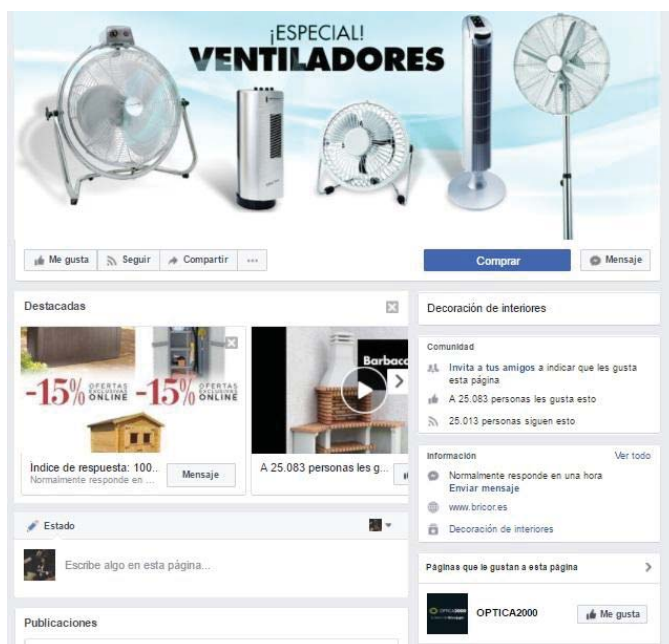 ¡ESPECIAL!
VENTILADORES
Me gusta
Seguir
Compartir
Comprar
Mensaje
Destacadas
-15% OFERTAS EXCLUSIVAS ONLINE
-15% OFERTAS EXCLUSIVAS ONLINE
Índice de respuesta: 100..
Normalmente responde en ...
Mensaje
Barbaco
A 25.083 personas les g...
Estado
Escribe algo en esta página...
Publicaciones
Decoración de interiores
Comunidad
Invita a tus amigos a indicar que les gusta
esta página
A 25.083 personas les gusta esto
25.013 personas siguen esto
Información
Ver todo
Normalmente responde en una hora
Enviar mensaje
www.bricor.es
Decoración de interiores
Páginas que le gustan a esta página
OPTICA2000
OPTICA2000
Me gusta